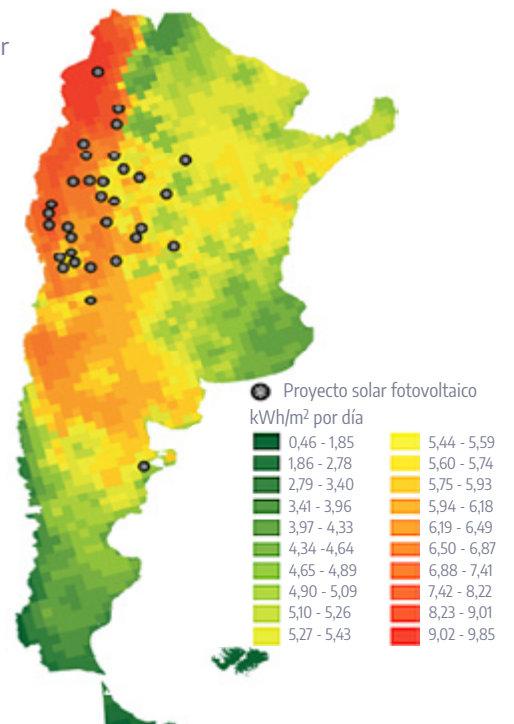 r
Proyecto solar fotovoltaico
kWh/m² por día
0,46 - 1,85
1,86 - 2,78
2,79 - 3,40
3,41 - 3,96
3,97 - 4,33
4,34 -4,64
4,65 - 4,89
4,90 - 5,09
5,10 - 5,26
5,27 - 5,43
5,44 - 5,59
5,60 - 5,74
5,75 - 5,93
5,94 - 6,18
6,19 - 6,49
6,50 - 6,87
6,88 - 7,41
7,42 - 8,22
8,23 - 9,01
9,02 - 9,85